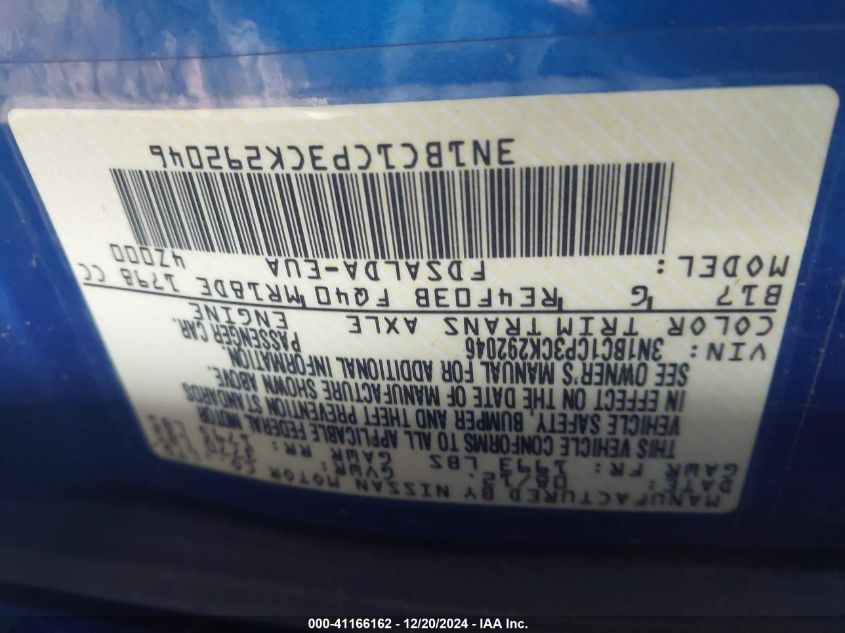 MANUFACTURED BY NISSAN MOTOR CO.
DATE: 08/12 GVWR:
GAWR FR: 1993 LBS GAWR RR: LBS
THIS VEHICLE CONFORMS TO ALL APPLICABLE FEDERAL MOTOR
VEHICLE SAFETY, BUMPER AND THEFT PREVENTION STANDARDS
IN EFFECT ON THE DATE OF MANUFACTURE SHOWN ABOVE.
SEE OWNER'S MANUAL FOR ADDITIONAL INFORMATION
VIN: 3N1BC1CP3CK292046 PASSENGER CAR.
COLOR TRIM TRANS AXLE ENGINE
B17 G RE4F03B FQ40 MR18DE 1798 CC
MODEL: FDSALDA-EUA 4Z000
3N1BC1CP3CK292046
000-41166162 - 12/20/2024 - IAA Inc.